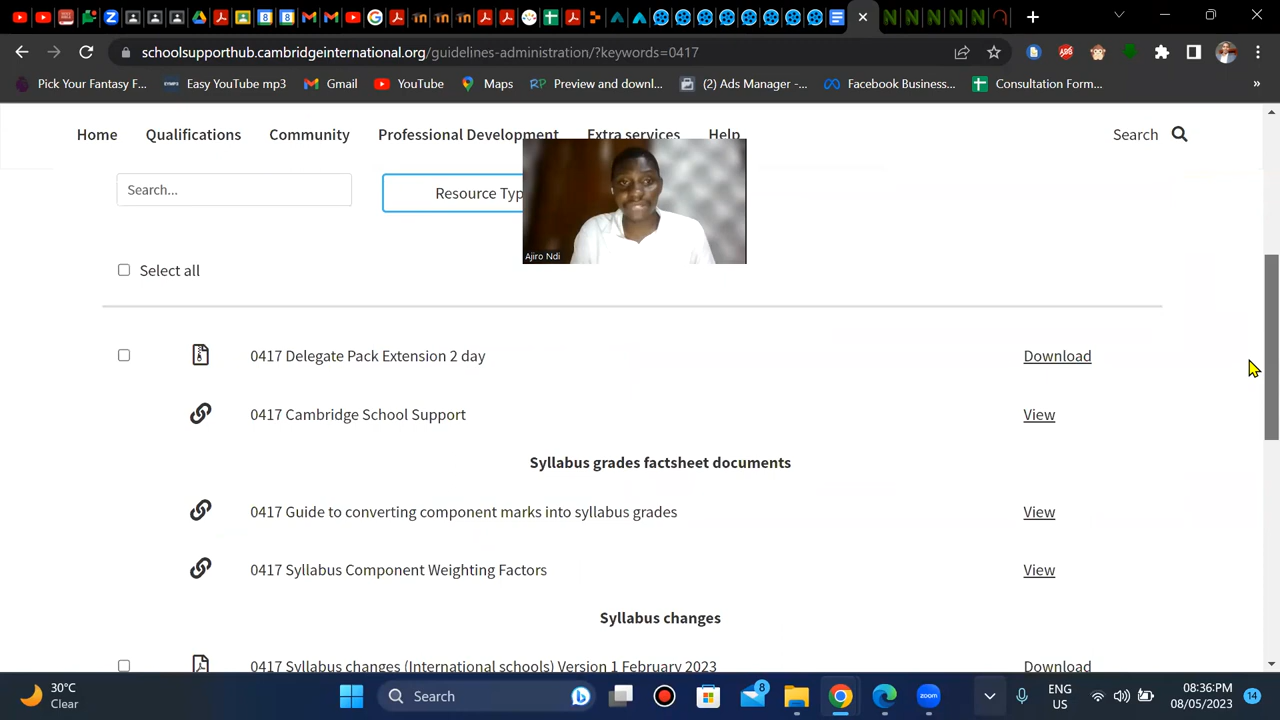 schoolsupporthub.cambridgeinternational.org/guidelines-administration/?keywords=0417
Pick Your Fantasy F... Easy YouTube mp3 Gmail YouTube Maps Preview and downl... (2) Ads Manager -... Facebook Business... Consultation Form... »
Home Qualifications Community Professional Development Extra services Help Search
Search... Resource Typ
Ajiro Ndi
Select all
0417 Delegate Pack Extension 2 day Download
0417 Cambridge School Support View
Syllabus grades factsheet documents
0417 Guide to converting component marks into syllabus grades View
0417 Syllabus Component Weighting Factors View
Syllabus changes
0417 Syllabus changes (International schools) Version 1 February 2023 Download
30°C
Clear
Search
8
zoom
ENG
US
08:36 PM
08/05/2023
14